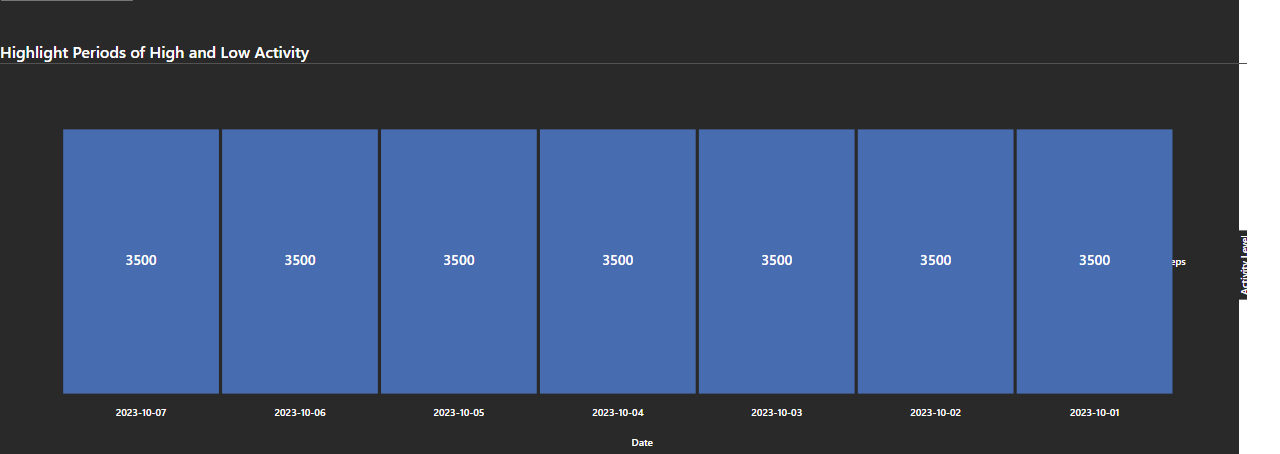 Highlight Periods of High and Low Activity
3500 3500 3500 3500 3500 3500 3500
eps
Activity Level
2023-10-07 2023-10-06 2023-10-05 2023-10-04 2023-10-03 2023-10-02 2023-10-01
Date